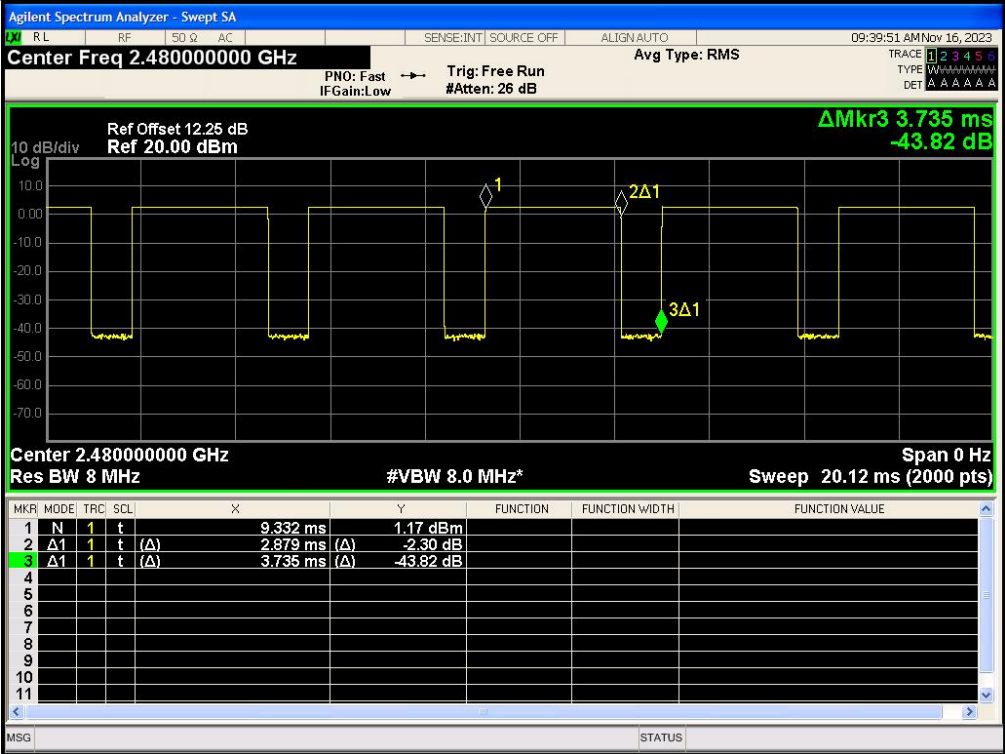 Agilent Spectrum Analyzer - Swept SA
LXI RL RF 50 Ω AC SENSE:INT SOURCE OFF ALIGNAUTO 09:39:51 AMNov 16, 2023
Center Freq 2.480000000 GHz
Avg Type: RMS
TRACE 1 2 3 4 5 6
PNO: Fast
Trig: Free Run
TYPE
IFGain:Low
#Atten: 26 dB
DET A A A A A A
ΔMkr3 3.735 ms
-43.82 dB
Ref Offset 12.25 dB
10 dB/div Ref 20.00 dBm
Log
10.0
0.00
-10.0
-20.0
-30.0
-40.0
-50.0
-60.0
-70.0
1
2Δ1
3Δ1
Center 2.480000000 GHz Span 0 Hz
Res BW 8 MHz #VBW 8.0 MHz* Sweep 20.12 ms (2000 pts)
MKR MODE TRC SCL X Y FUNCTION FUNCTION WIDTH FUNCTION VALUE
1 N 1 t 9.332 ms 1.17 dBm
2 Δ1 1 t (Δ) 2.879 ms (Δ) -2.30 dB
3 Δ1 1 t (Δ) 3.735 ms (Δ) -43.82 dB
4
5
6
7
8
9
10
11
MSG STATUS